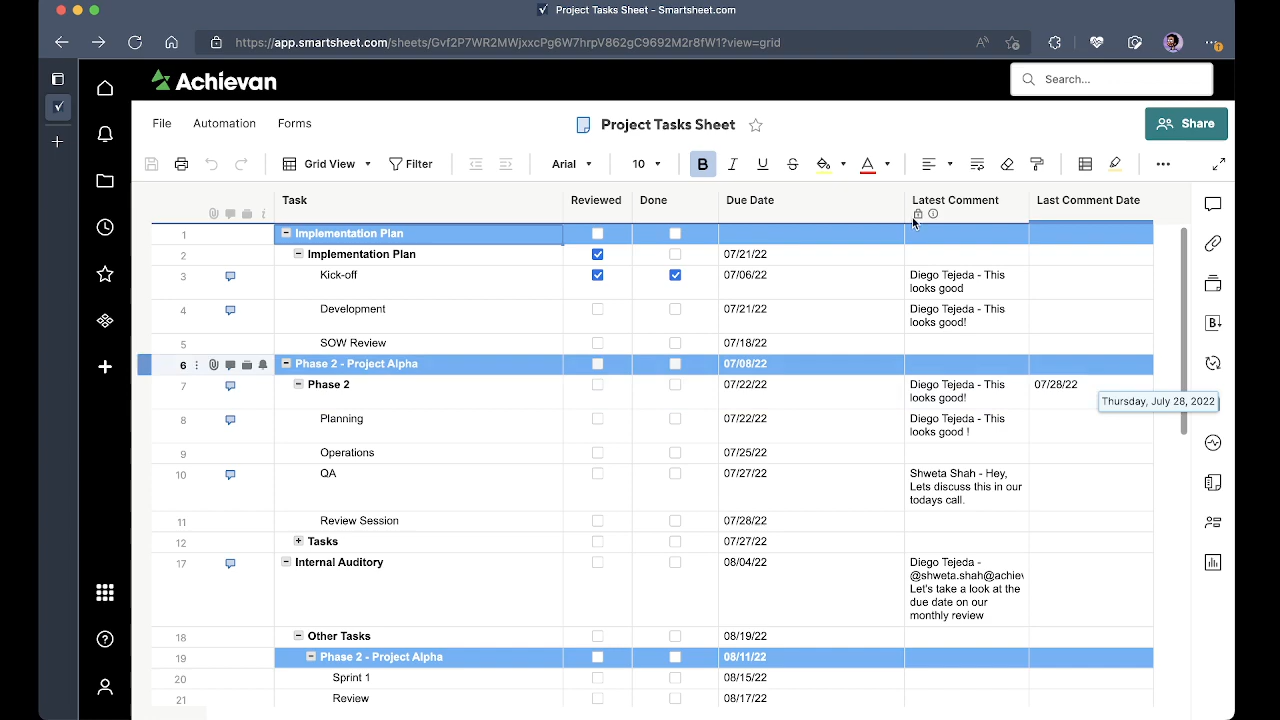 Project Tasks Sheet - Smartsheet.com
https://app.smartsheet.com/sheets/Gvf2P7WR2MWjxxcPg6W7hrpV862gC9692M2r8fW1?view=grid
Achievan
Search...
File Automation Forms
Project Tasks Sheet
Share
Grid View Filter Arial 10 B I U S A
Task Reviewed Done Due Date Latest Comment Last Comment Date
1 Implementation Plan
2 Implementation Plan 07/21/22
3 Kick-off 07/06/22 Diego Tejeda - This
looks good
4 Development 07/21/22 Diego Tejeda - This
looks good!
5 SOW Review 07/18/22
6 Phase 2 - Project Alpha 07/08/22
7 Phase 2 07/22/22 Diego Tejeda - This 07/28/22
looks good!
Thursday, July 28, 2022
8 Planning 07/22/22 Diego Tejeda - This
looks good !
9 Operations 07/25/22
10 QA 07/27/22 Shweta Shah - Hey,
Lets discuss this in our
todays call.
11 Review Session 07/28/22
12 Tasks 07/27/22
17 Internal Auditory 08/04/22 Diego Tejeda -
@shweta.shah@achiev
Let's take a look at the
due date on our
monthly review
18 Other Tasks 08/19/22
19 Phase 2 - Project Alpha 08/11/22
20 Sprint 1 08/15/22
21 Review 08/17/22